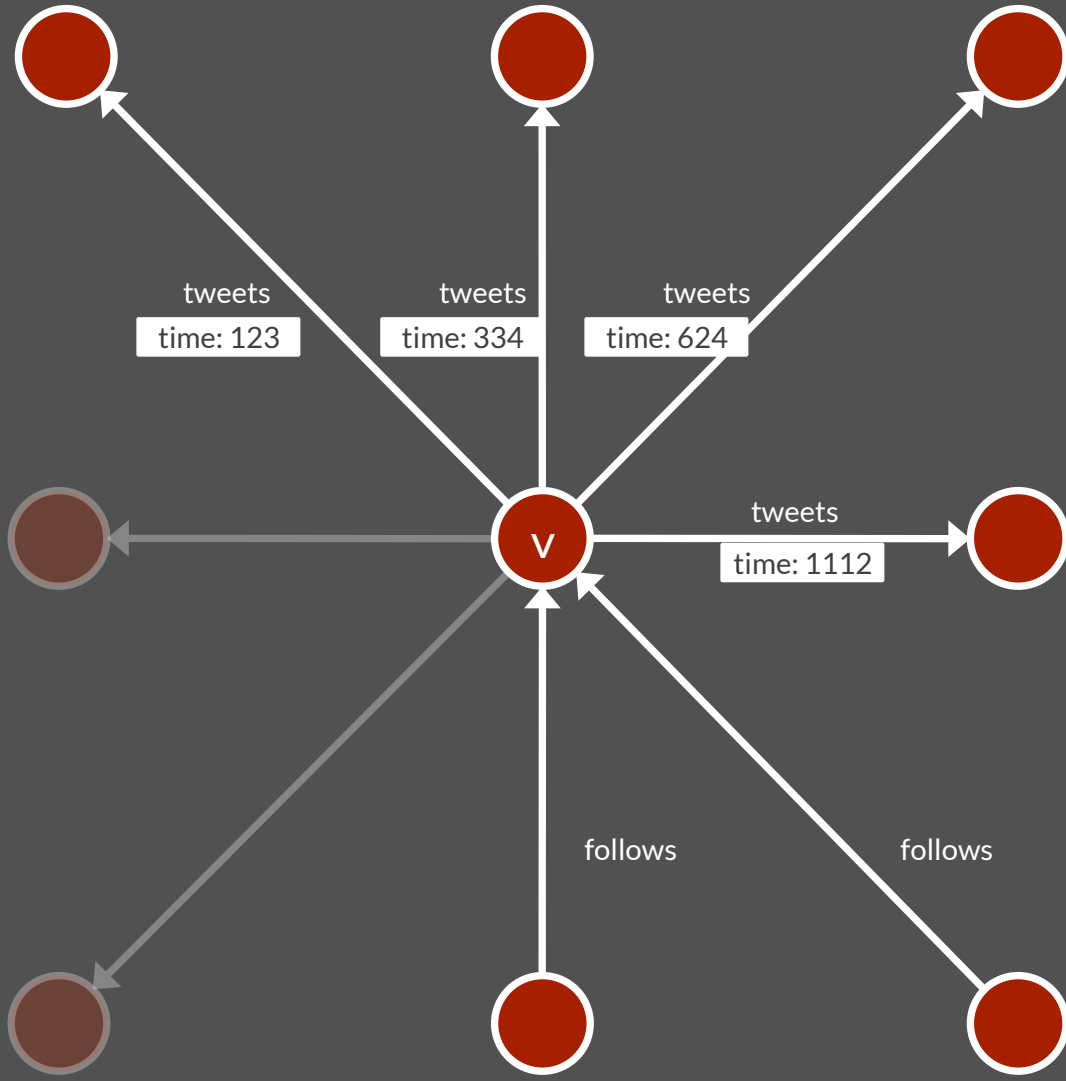 tweets
time: 123
tweets
time: 334
tweets
time: 624
v
tweets
time: 1112
follows
follows